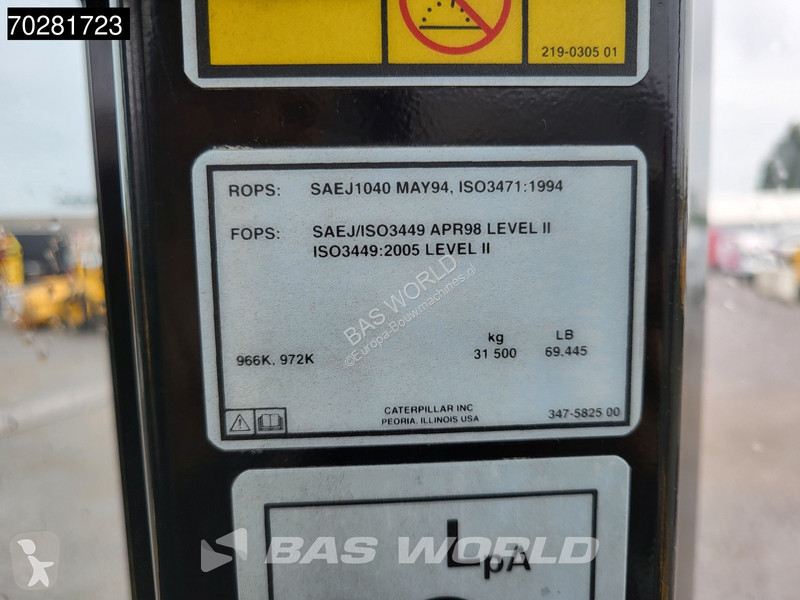 70281723
219-0305 01
ROPS: SAEJ1040 MAY94, ISO3471:1994
FOPS: SAEJ/ISO3449 APR98 LEVEL II
ISO3449:2005 LEVEL II
BAS WORLD
©Europa-Bouwmachines.nl
kg LB
966K, 972K 31 500 69,445
CATERPILLAR INC
PEORIA, ILLINOIS USA
347-5825 00
LpA
BAS WORLD